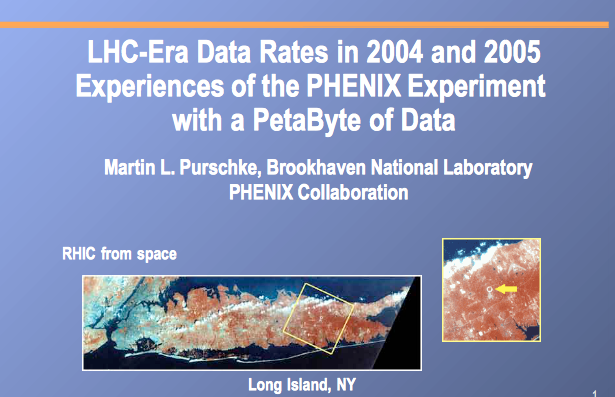 LHC-Era Data Rates in 2004 and 2005
Experiences of the PHENIX Experiment
with a PetaByte of Data
Martin L. Purschke, Brookhaven National Laboratory
PHENIX Collaboration
RHIC from space
Long Island, NY
1